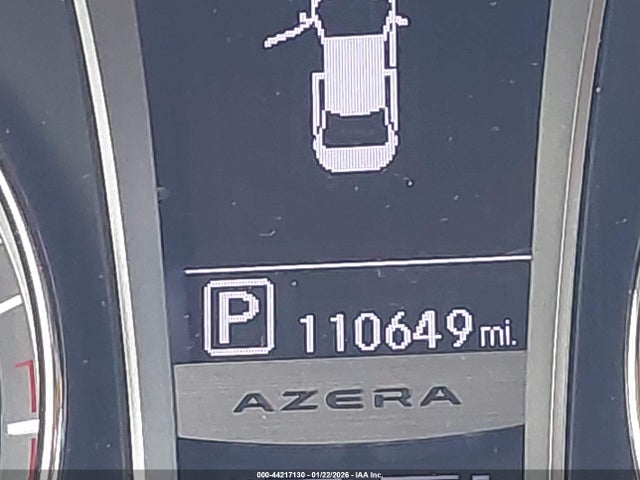 P 110649 mi.
AZERA
000-44217130 - 01/22/2026 - IAA Inc.